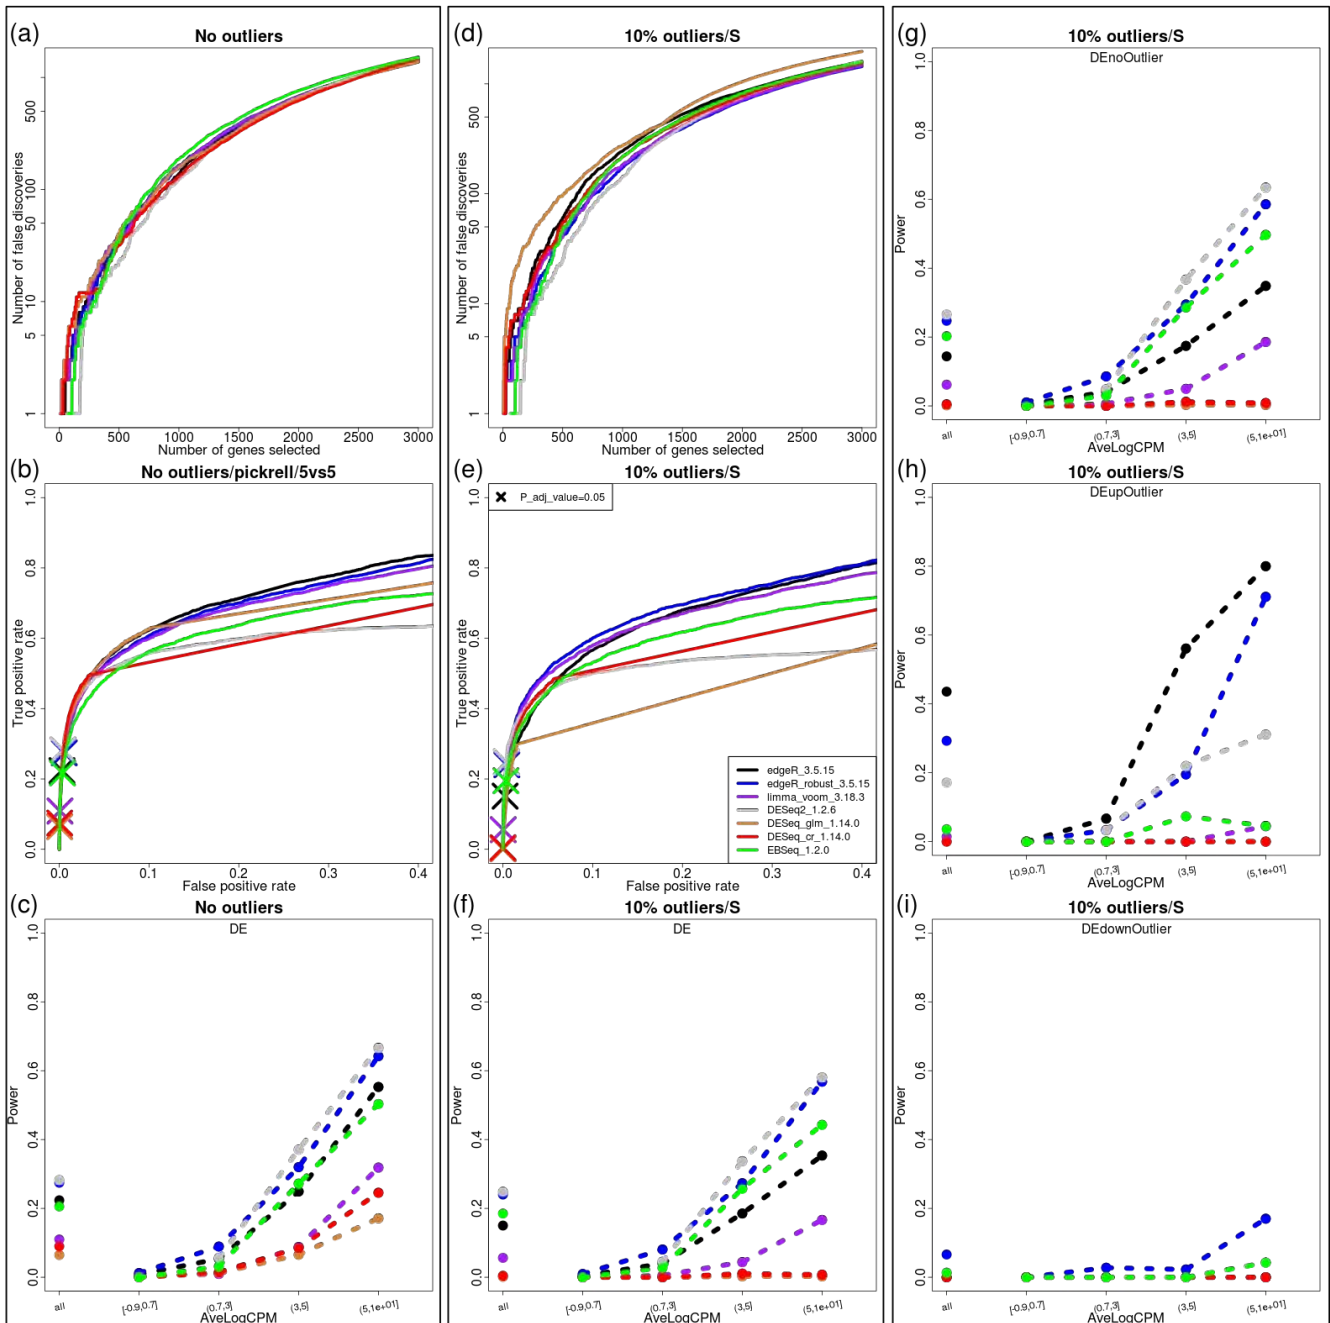 (a)
No outliers
Number of false discoveries
500
100
50
10
5
1
0
500
1000
1500
2000
2500
3000
Number of genes selected
(b)
No outliers/pickrell/5vs5
True positive rate
1.0
0.8
0.6
0.4
0.2
0.0
0.0
0.1
0.2
0.3
0.4
False positive rate
(c)
No outliers
DE
Power
1.0
0.8
0.6
0.4
0.2
0.0
all
[-0.9,0.7]
(0.7,3]
(3,5]
(5,1e+01]
AveLogCPM
(d)
10% outliers/S
Number of false discoveries
500
100
50
10
5
1
0
500
1000
1500
2000
2500
3000
Number of genes selected
(e)
10% outliers/S
P_adj_value=0.05
True positive rate
1.0
0.8
0.6
0.4
0.2
0.0
edgeR_3.5.15
edgeR_robust_3.5.15
limma_voom_3.18.3
DESeq2_1.2.6
DESeq_glm_1.14.0
DESeq_cr_1.14.0
EBSeq_1.2.0
0.0
0.1
0.2
0.3
0.4
False positive rate
(f)
10% outliers/S
DE
Power
1.0
0.8
0.6
0.4
0.2
0.0
all
[-0.9,0.7]
(0.7,3]
(3,5]
(5,1e+01]
AveLogCPM
(g)
10% outliers/S
DEnoOutlier
Power
1.0
0.8
0.6
0.4
0.2
0.0
all
[-0.9,0.7]
(0.7,3]
(3,5]
(5,1e+01]
AveLogCPM
(h)
10% outliers/S
DEupOutlier
Power
1.0
0.8
0.6
0.4
0.2
0.0
all
[-0.9,0.7]
(0.7,3]
(3,5]
(5,1e+01]
AveLogCPM
(i)
10% outliers/S
DEdownOutlier
Power
1.0
0.8
0.6
0.4
0.2
0.0
all
[-0.9,0.7]
(0.7,3]
(3,5]
(5,1e+01]
AveLogCPM